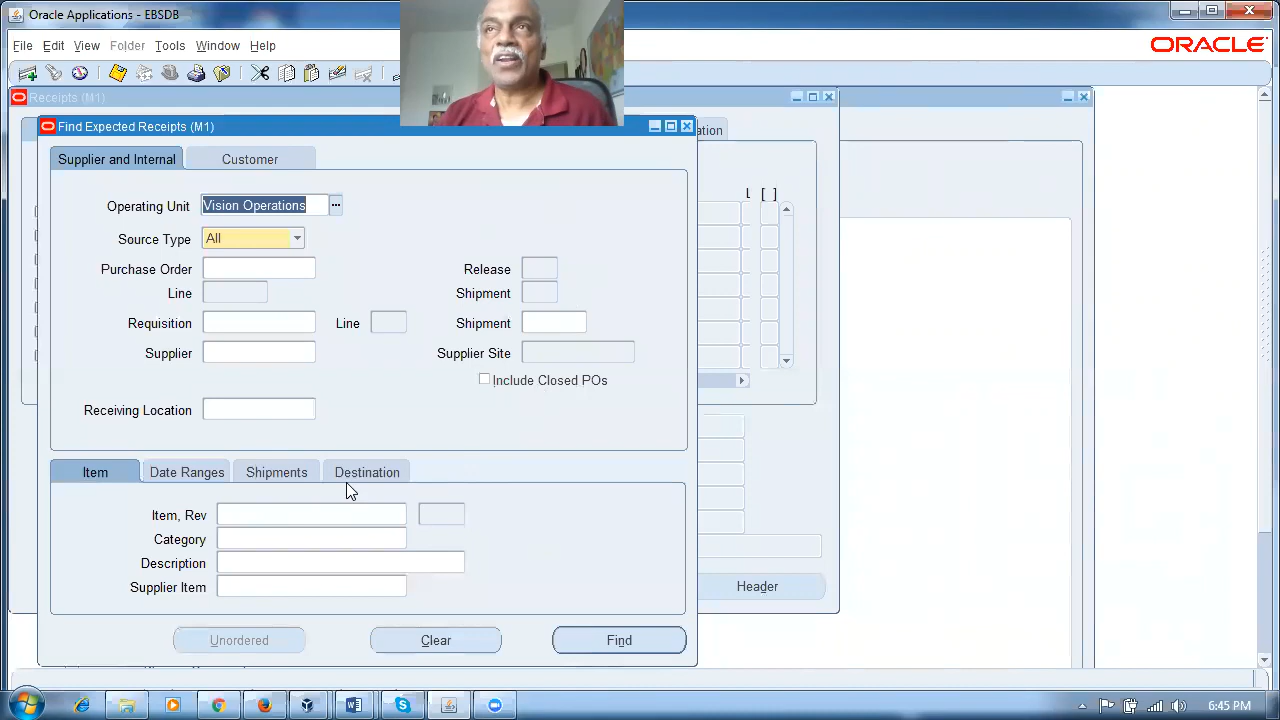 Oracle Applications - EBSDB
File Edit View Folder Tools Window Help
ORACLE
Receipts (M1)
Find Expected Receipts (M1)
Supplier and Internal Customer
ation
Operating Unit Vision Operations ...
L [ ]
Source Type All
Purchase Order Release
Line Shipment
Requisition Line Shipment
Supplier Supplier Site
Include Closed POs
Receiving Location
Item Date Ranges Shipments Destination
Item, Rev
Category
Description
Supplier Item
Header
Unordered Clear Find
6:45 PM